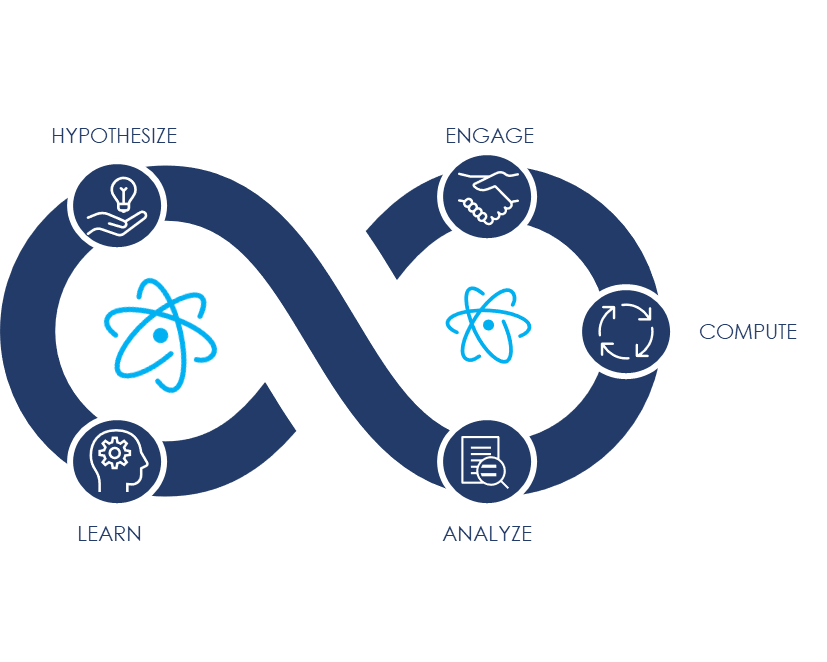 HYPOTHESIZE
ENGAGE
COMPUTE
LEARN
ANALYZE